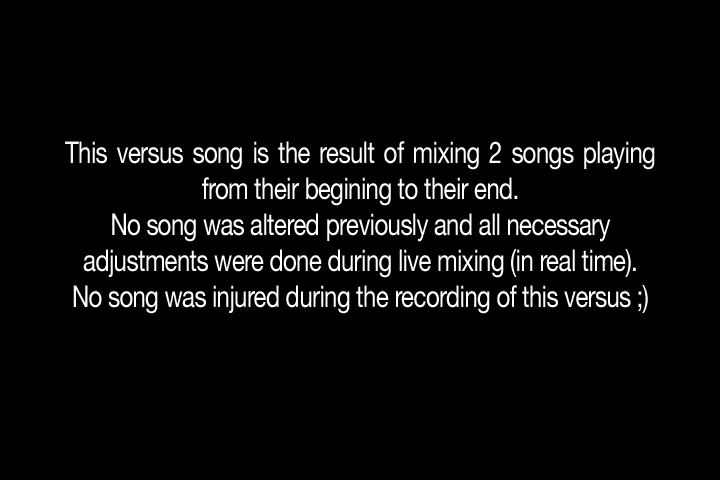 This versus song is the result of mixing 2 songs playing
from their begining to their end.
No song was altered previously and all necessary
adjustments were done during live mixing (in real time).
No song was injured during the recording of this versus ;)